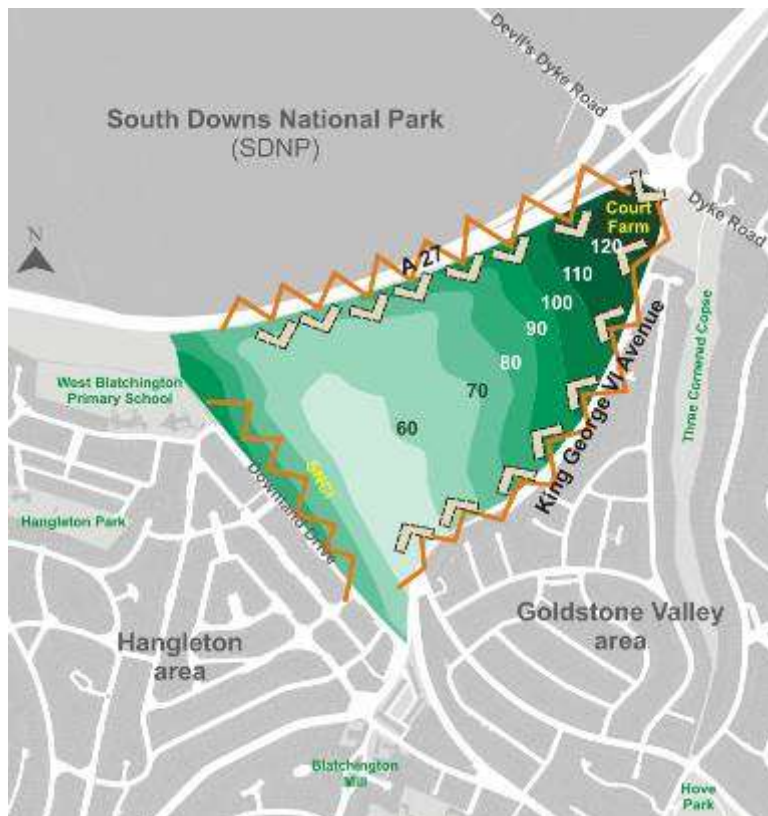 Devil's Dyke Road
South Downs National Park
(SDNP)
N
Court
Farm
Dyke Road
A 27
120
110
100
90
80
70
60
King George VI Avenue
Three Cornered Copse
West Blatchington
Primary School
SNCI
Downland Drive
Hangleton Park
Hangleton
area
Goldstone Valley
area
Blatchington
Mill
Hove
Park